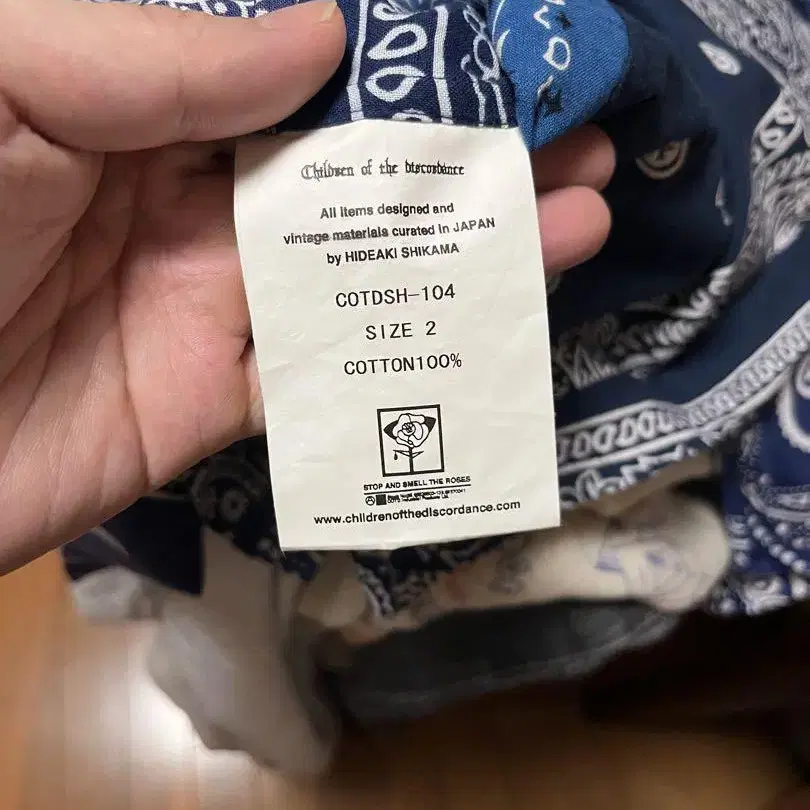 Children of the discordance
All items designed and
vintage materials curated in JAPAN
by HIDEAKI SHIKAMA
COTDSH-104
SIZE 2
COTTON100%
STOP AND SMELL THE ROSES
www.childrenofthediscordance.com